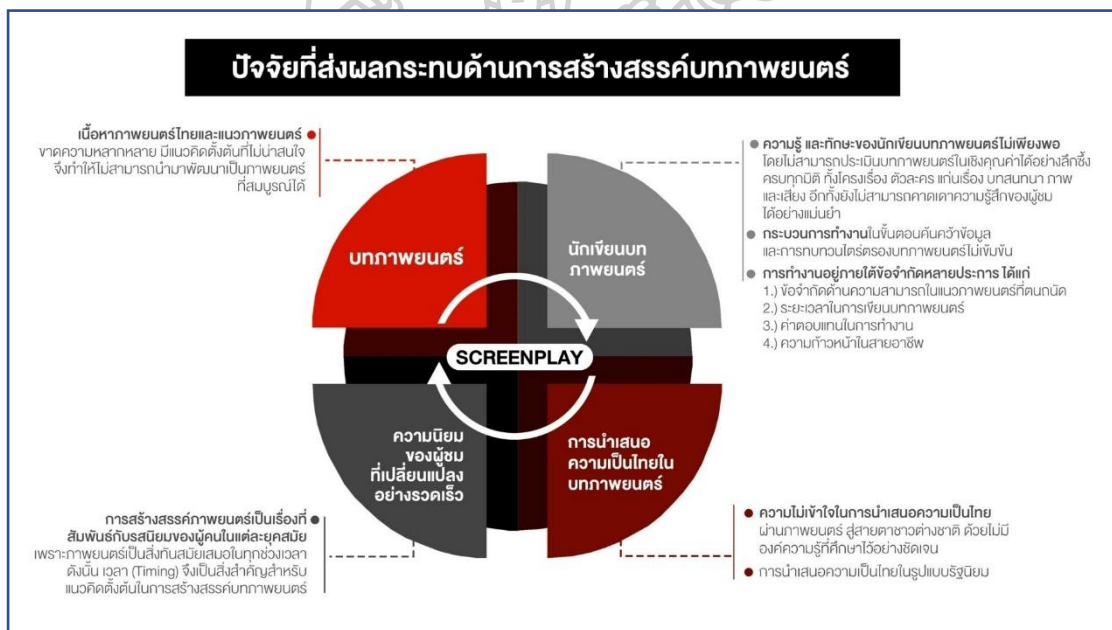 ปัจจัยที่ส่งผลกระทบด้านการสร้างสรรค์บทภาพยนตร์
เนื้อหาภาพยนตร์ไทยและแนวภาพยนตร์
ขาดความหลากหลาย มีแนวคิดตั้งต้นที่ไม่น่าสนใจ
จึงทำให้ไม่สามารถนำมาพัฒนาเป็นภาพยนตร์
ที่สมบูรณ์ได้
บทภาพยนตร์
นักเขียนบท
ภาพยนตร์
ความรู้ และทักษะของนักเขียนบทภาพยนตร์ไม่เพียงพอ
โดยไม่สามารถประเมินบทภาพยนตร์ในเชิงคุณค่าได้อย่างลึกซึ้ง
ครบทุกมิติ ทั้งโครงเรื่อง ตัวละคร แก่นเรื่อง บทสนทนา ภาพ
และเสียง อีกทั้งยังไม่สามารถคาดเดาความรู้สึกของผู้ชม
ได้อย่างแม่นยำ
กระบวนการทำงานในขั้นตอนค้นคว้าข้อมูล
และการทบทวนไตร่ตรองบทภาพยนตร์ไม่เข้มข้น
การทำงานอยู่ภายใต้ข้อจำกัดหลายประการ ได้แก่
1.) ข้อจำกัดด้านความสามารถในแนวภาพยนตร์ที่ตนถนัด
2.) ระยะเวลาในการเขียนบทภาพยนตร์
3.) ค่าตอบแทนในการทำงาน
4.) ความก้าวหน้าในสายอาชีพ
SCREENPLAY
ความนิยม
ของผู้ชม
ที่เปลี่ยนแปลง
อย่างรวดเร็ว
การนำเสนอ
ความเป็นไทยใน
บทภาพยนตร์
การสร้างสรรค์ภาพยนตร์เป็นเรื่องที่
สัมพันธ์กับรสนิยมของผู้คนในแต่ละยุคสมัย
เพราะภาพยนตร์เป็นสิ่งทันสมัยเสมอในทุกช่วงเวลา
ดังนั้น เวลา (Timing) จึงเป็นสิ่งสำคัญสำหรับ
แนวคิดตั้งต้นในการสร้างสรรค์บทภาพยนตร์
ความไม่เข้าใจในการนำเสนอความเป็นไทย
ผ่านภาพยนตร์ สู่สายตาชาวต่างชาติ ด้วยไม่มี
องค์ความรู้ที่ศึกษาไว้อย่างชัดเจน
การนำเสนอความเป็นไทยในรูปแบบรัฐนิยม